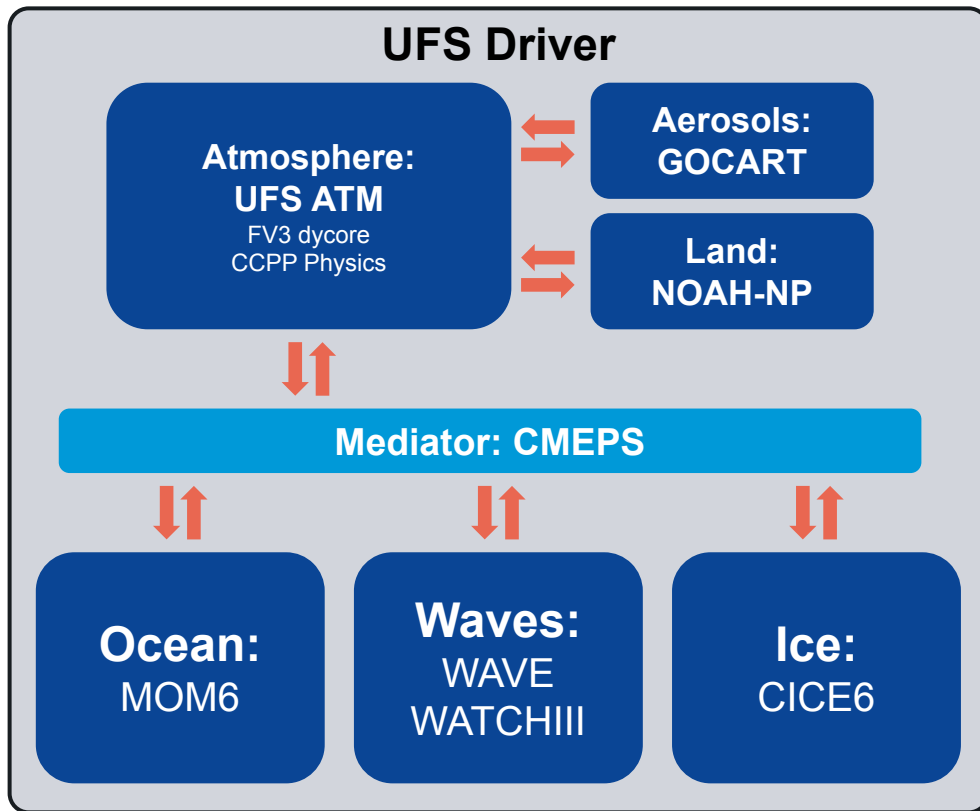 UFS Driver
Atmosphere:
UFS ATM
FV3 dycore
CCPP Physics
Aerosols:
GOCART
Land:
NOAH-NP
Mediator: CMEPS
Ocean:
MOM6
Waves:
WAVE
WATCHIII
Ice:
CICE6